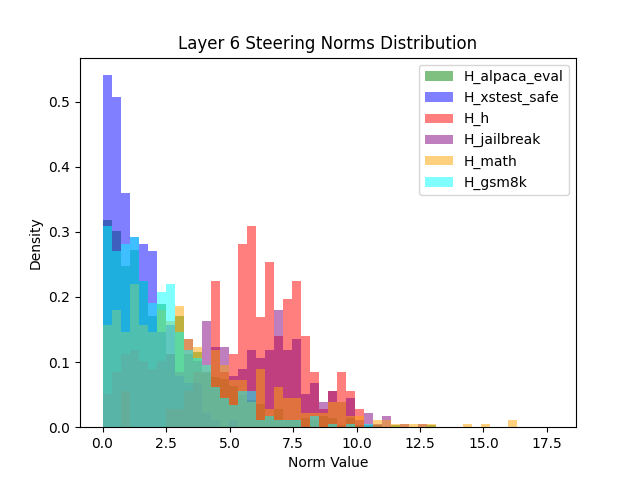 Layer 6 Steering Norms Distribution
H_alpaca_eval
H_xstest_safe
H_h
H_jailbreak
H_math
H_gsm8k
Density
0.5
0.4
0.3
0.2
0.1
0.0
0.0 2.5 5.0 7.5 10.0 12.5 15.0 17.5
Norm Value